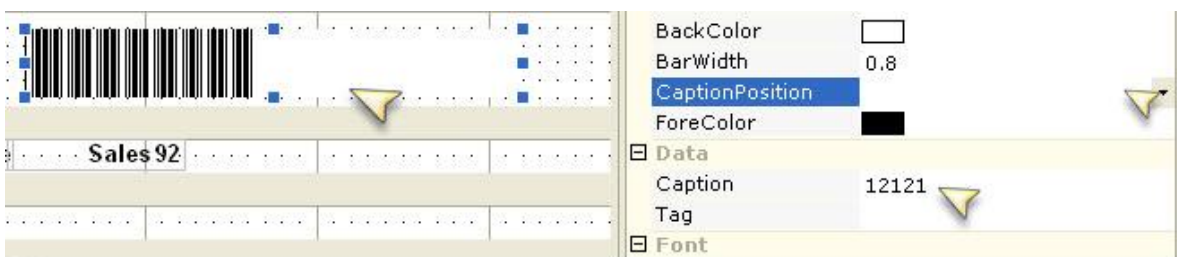 BackColor
BarWidth 0.8
CaptionPosition
ForeColor
Sales 92
Data
Caption 12121
Tag
Font